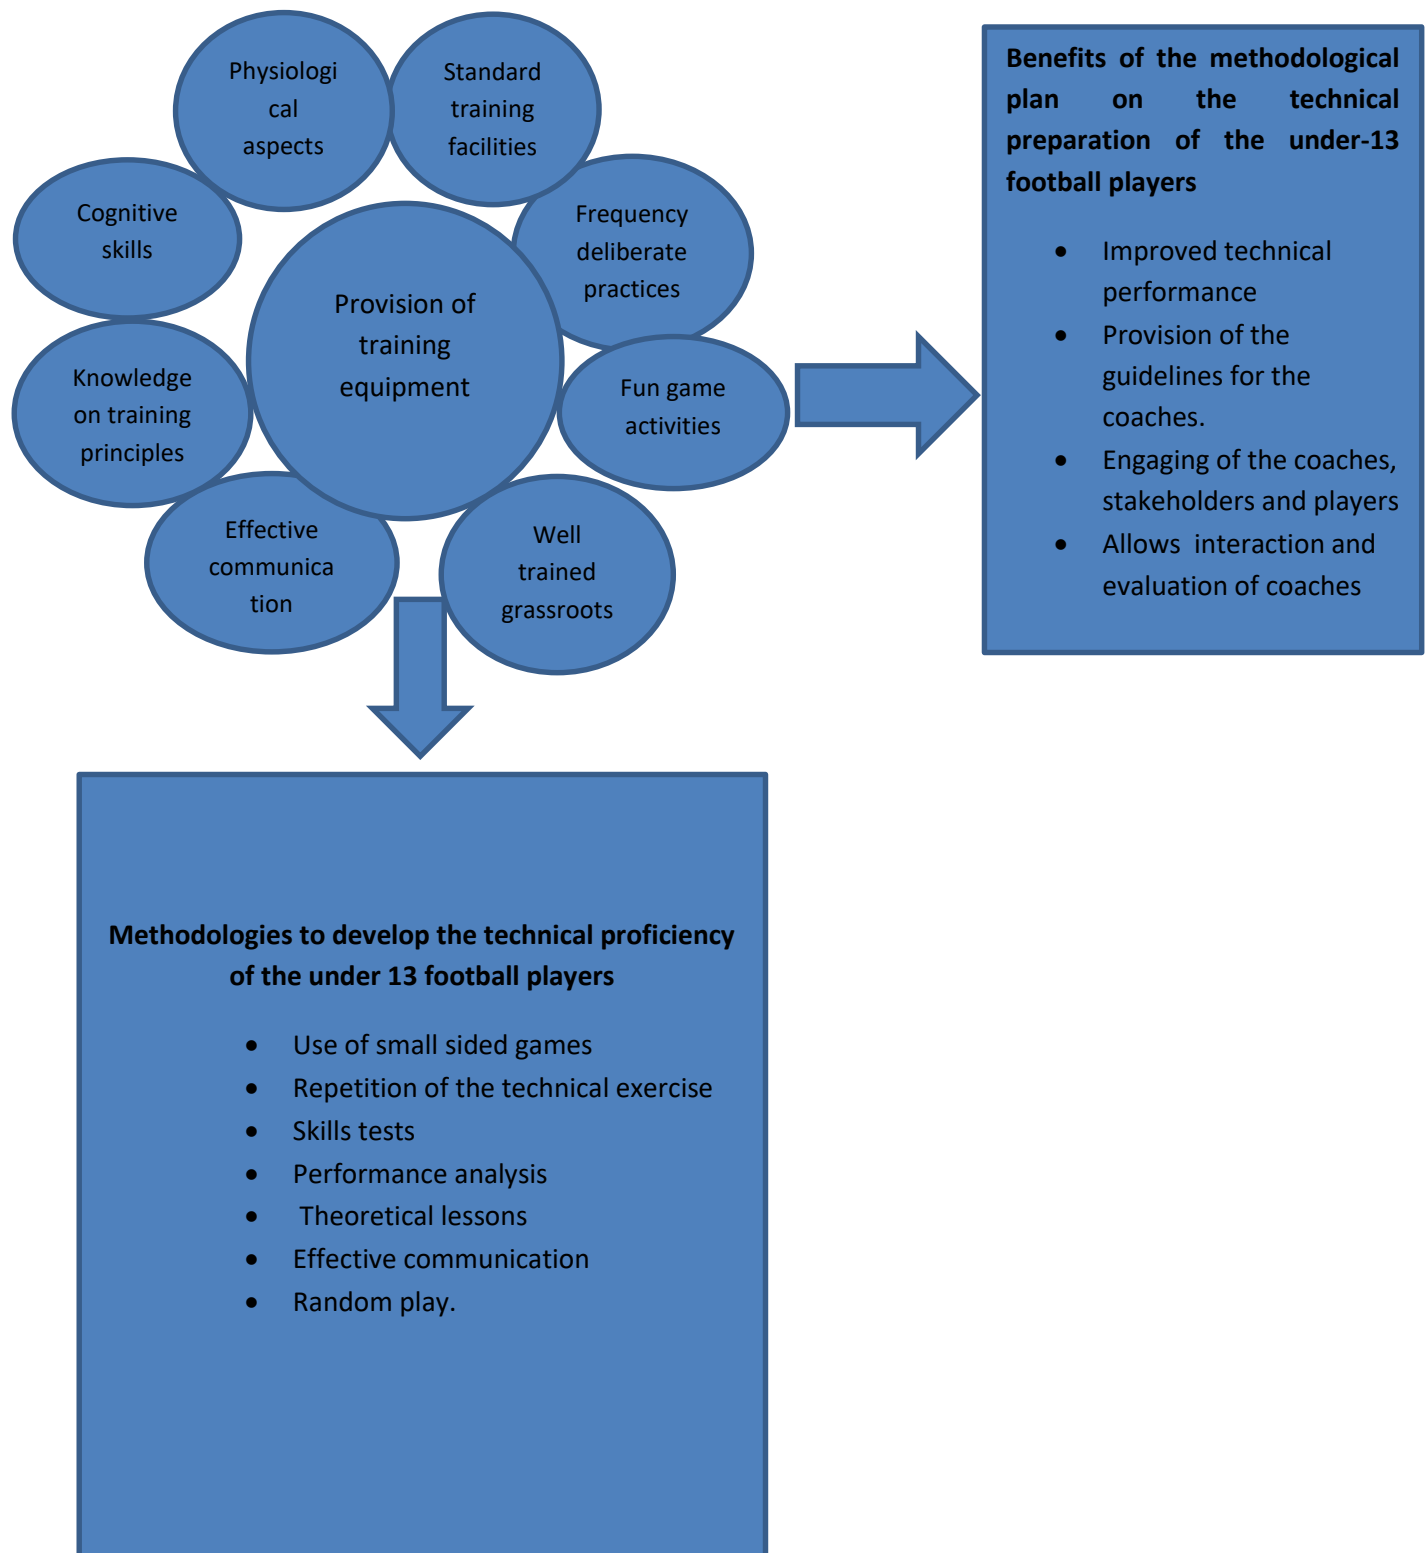 Physiologi
cal
aspects
Standard
training
facilities
Cognitive
skills
Frequency
deliberate
practices
Provision of
training
equipment
Knowledge
on training
principles
Fun game
activities
Effective
communica
tion
Well
trained
grassroots
Benefits of the methodological
plan on the technical
preparation of the under-13
football players
• Improved technical
performance
• Provision of the
guidelines for the
coaches.
• Engaging of the coaches,
stakeholders and players
• Allows interaction and
evaluation of coaches
Methodologies to develop the technical proficiency
of the under 13 football players
• Use of small sided games
• Repetition of the technical exercise
• Skills tests
• Performance analysis
• Theoretical lessons
• Effective communication
• Random play.